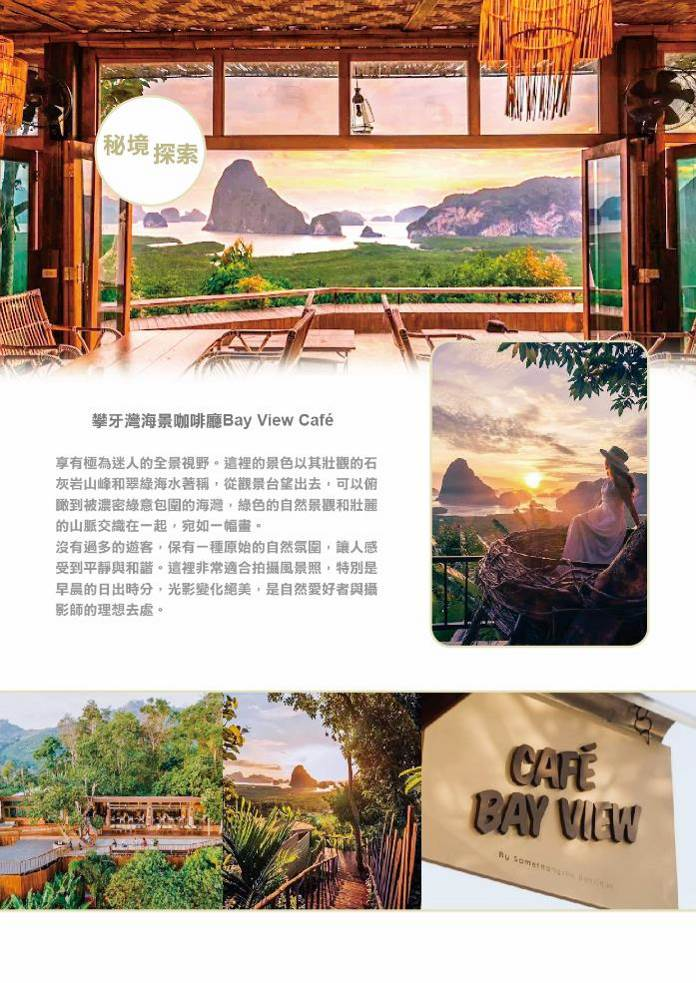 秘境探索
攀牙灣海景咖啡廳Bay View Café
享有極為迷人的全景視野。這裡的景色以其壯觀的石
灰岩山峰和翠綠海水著稱，從觀景台望出去，可以俯
瞰到被濃密綠意包圍的海灣，綠色的自然景觀和壯麗
的山脈交織在一起，宛如一幅畫。
沒有過多的遊客，保有一種原始的自然氛圍，讓人感
受到平靜與和諧。這裡非常適合拍攝風景照，特別是
早晨的日出時分，光影變化絕美，是自然愛好者與攝
影師的理想去處。
CAFÉ
BAY VIEW
By